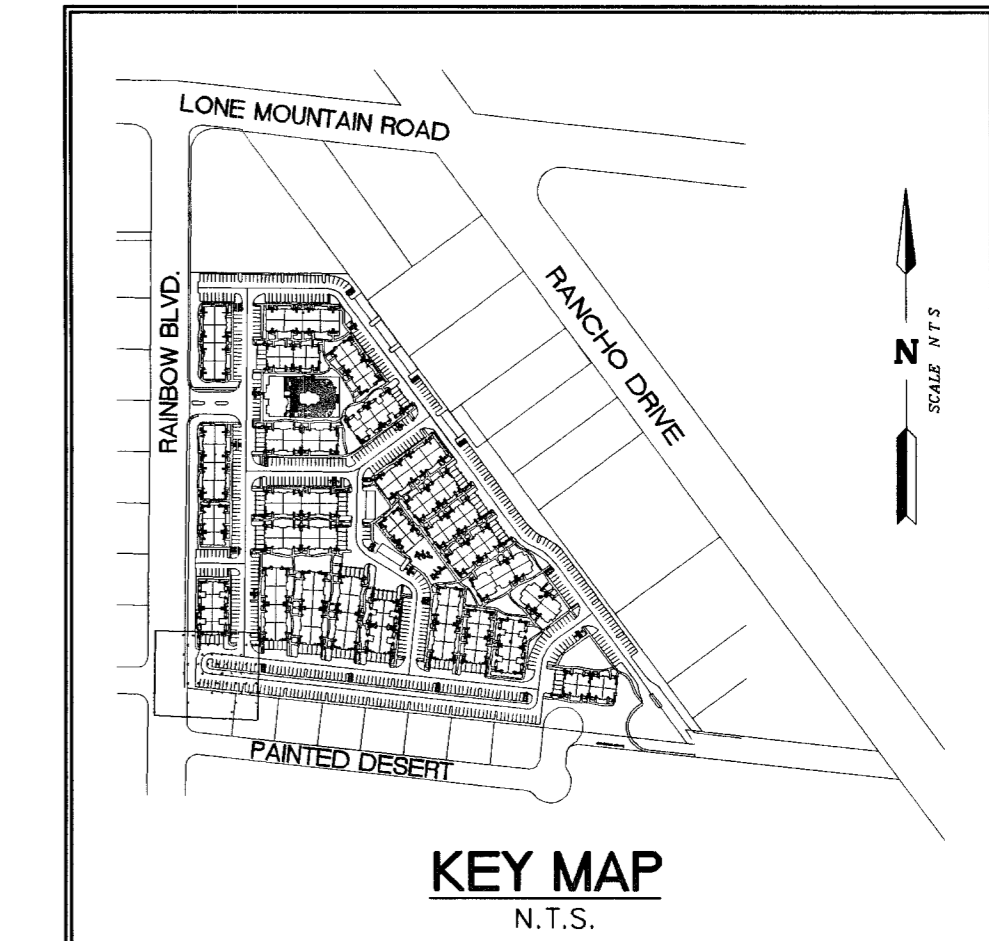 LONE MOUNTAIN ROAD
RAINBOW BLVD.
RANCHO DRIVE
N
SCALE NTS
PAINTED DESERT
KEY MAP
N.T.S.